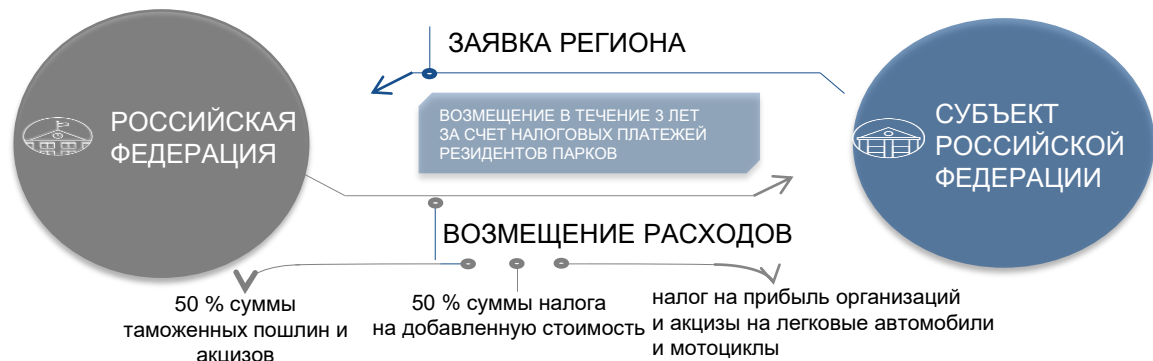 ЗАЯВКА РЕГИОНА
РОССИЙСКАЯ
ФЕДЕРАЦИЯ
ВОЗМЕЩЕНИЕ В ТЕЧЕНИЕ 3 ЛЕТ
ЗА СЧЕТ НАЛОГОВЫХ ПЛАТЕЖЕЙ
РЕЗИДЕНТОВ ПАРКОВ
СУБЪЕКТ
РОССИЙСКОЙ
ФЕДЕРАЦИИ
ВОЗМЕЩЕНИЕ РАСХОДОВ
50 % суммы
таможенных пошлин и
акцизов
50 % суммы налога
на добавленную стоимость
налог на прибыль организаций
и акцизы на легковые автомобили
и мотоциклы